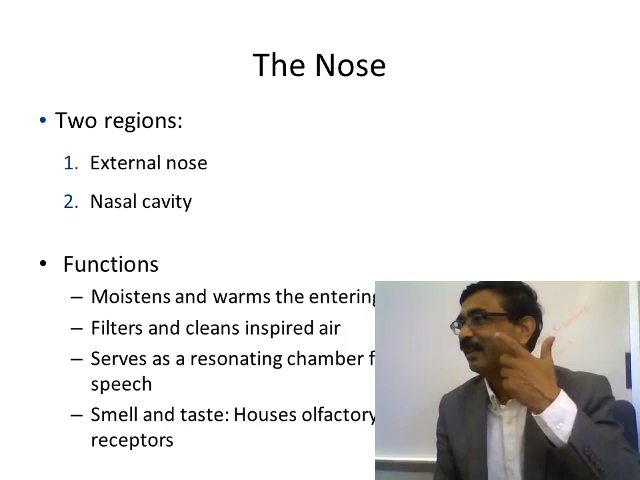 The Nose
• Two regions:
1. External nose
2. Nasal cavity
• Functions
– Moistens and warms the entering
– Filters and cleans inspired air
– Serves as a resonating chamber f
speech
– Smell and taste: Houses olfactory
receptors